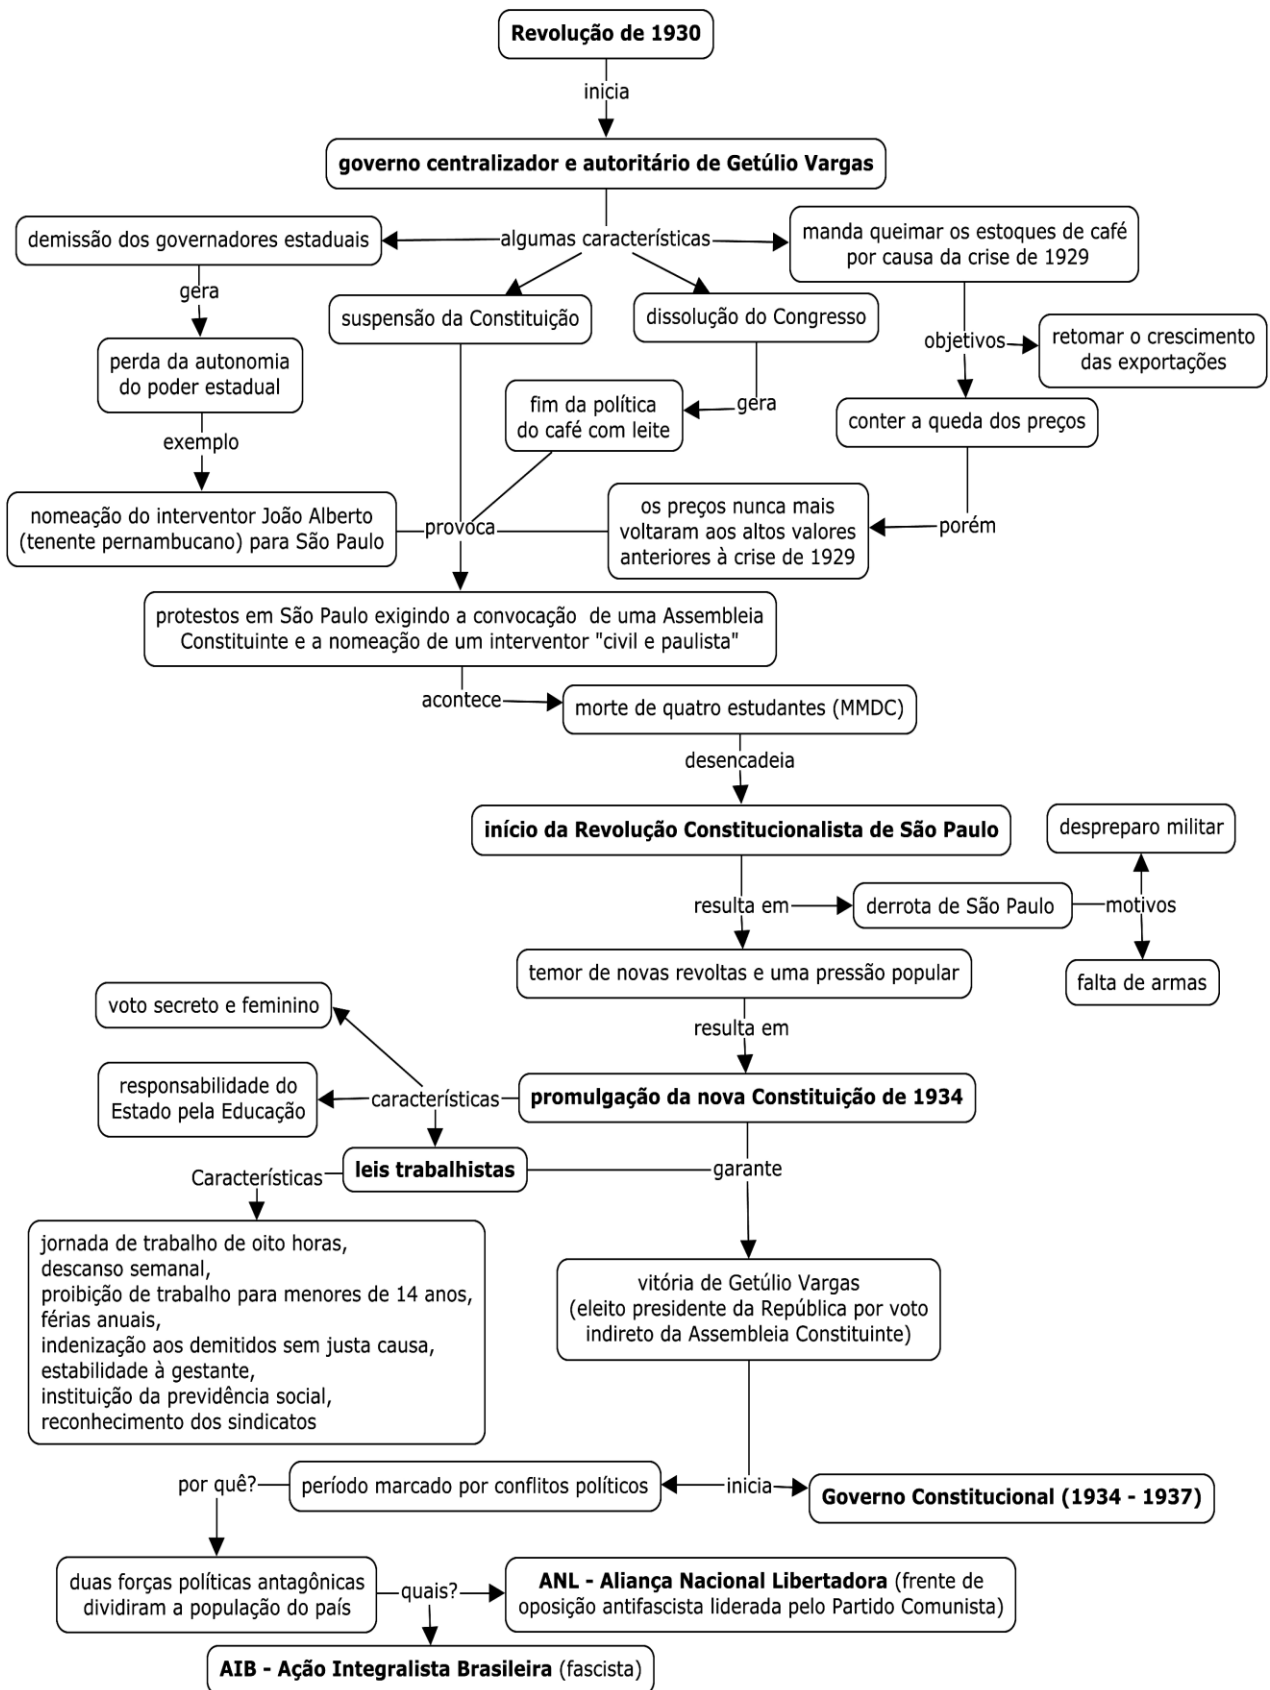 Revolução de 1930
inicia
governo centralizador e autoritário de Getúlio Vargas
algumas características
demissão dos governadores estaduais
manda queimar os estoques de café
por causa da crise de 1929
gera
suspensão da Constituição
dissolução do Congresso
perda da autonomia
do poder estadual
objetivos
retomar o crescimento
das exportações
fim da política
do café com leite
gera
conter a queda dos preços
exemplo
nomeação do interventor João Alberto
(tenente pernambucano) para São Paulo
provoca
os preços nunca mais
voltaram aos altos valores
anteriores à crise de 1929
porém
protestos em São Paulo exigindo a convocação de uma Assembleia
Constituinte e a nomeação de um interventor "civil e paulista"
acontece
morte de quatro estudantes (MMDC)
desencadeia
início da Revolução Constitucionalista de São Paulo
despreparo militar
resulta em
derrota de São Paulo
motivos
temor de novas revoltas e uma pressão popular
falta de armas
voto secreto e feminino
resulta em
responsabilidade do
Estado pela Educação
características
promulgação da nova Constituição de 1934
leis trabalhistas
garante
Características
jornada de trabalho de oito horas,
descanso semanal,
proibição de trabalho para menores de 14 anos,
férias anuais,
indenização aos demitidos sem justa causa,
estabilidade à gestante,
instituição da previdência social,
reconhecimento dos sindicatos
vitória de Getúlio Vargas
(eleito presidente da República por voto
indireto da Assembleia Constituinte)
por quê?
período marcado por conflitos políticos
inicia
Governo Constitucional (1934 - 1937)
duas forças políticas antagônicas
dividiram a população do país
quais?
ANL - Aliança Nacional Libertadora (frente de
oposição antifascista liderada pelo Partido Comunista)
AIB - Ação Integralista Brasileira (fascista)